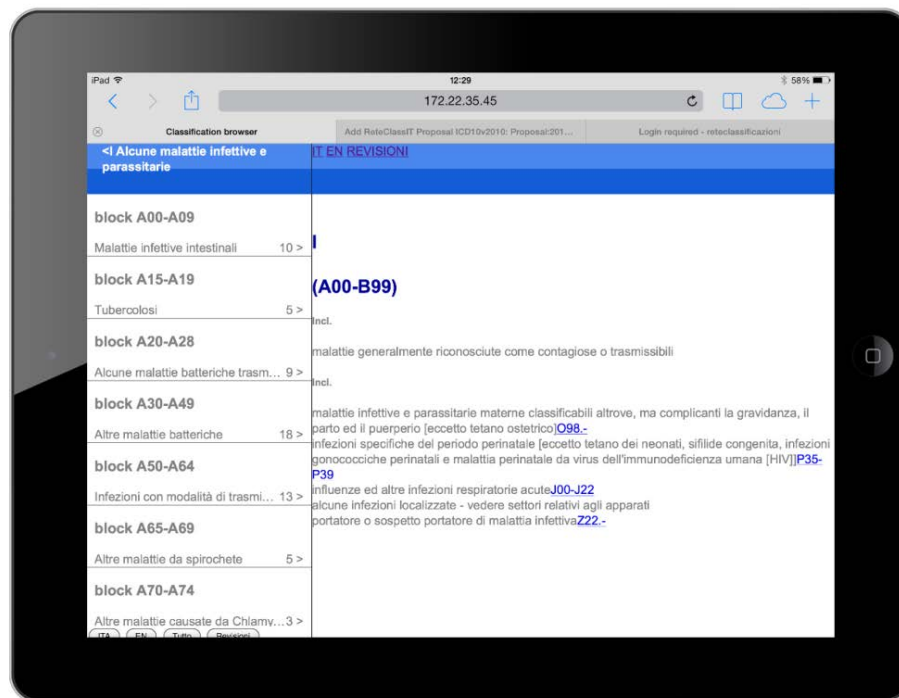 iPad
12:29
58%
172.22.35.45
Classification browser
Add ReteClassIT Proposal ICD10v2010: Proposal:201...
Login required - reteclassificazioni
<I Alcune malattie infettive e
parassitarie
IT EN REVISIONI
block A00-A09
Malattie infettive intestinali 10 >
block A15-A19
Tubercolosi 5 >
block A20-A28
Alcune malattie batteriche trasm... 9 >
block A30-A49
Altre malattie batteriche 18 >
block A50-A64
Infezioni con modalità di trasmi... 13 >
block A65-A69
Altre malattie da spirochete 5 >
block A70-A74
Altre malattie causate da Chlamy...3 >
ITA EN Tutto Revisioni
I
(A00-B99)
Incl.
malattie generalmente riconosciute come contagiose o trasmissibili
Incl.
malattie infettive e parassitarie materne classificabili altrove, ma complicanti la gravidanza, il
parto ed il puerperio [eccetto tetano ostetrico]O98.-
infezioni specifiche del periodo perinatale [eccetto tetano dei neonati, sifilide congenita, infezioni
gonococciche perinatali e malattia perinatale da virus dell'immunodeficienza umana [HIV]]P35-
P39
influenze ed altre infezioni respiratorie acuteJ00-J22
alcune infezioni localizzate - vedere settori relativi agli apparati
portatore o sospetto portatore di malattia infettivaZ22.-